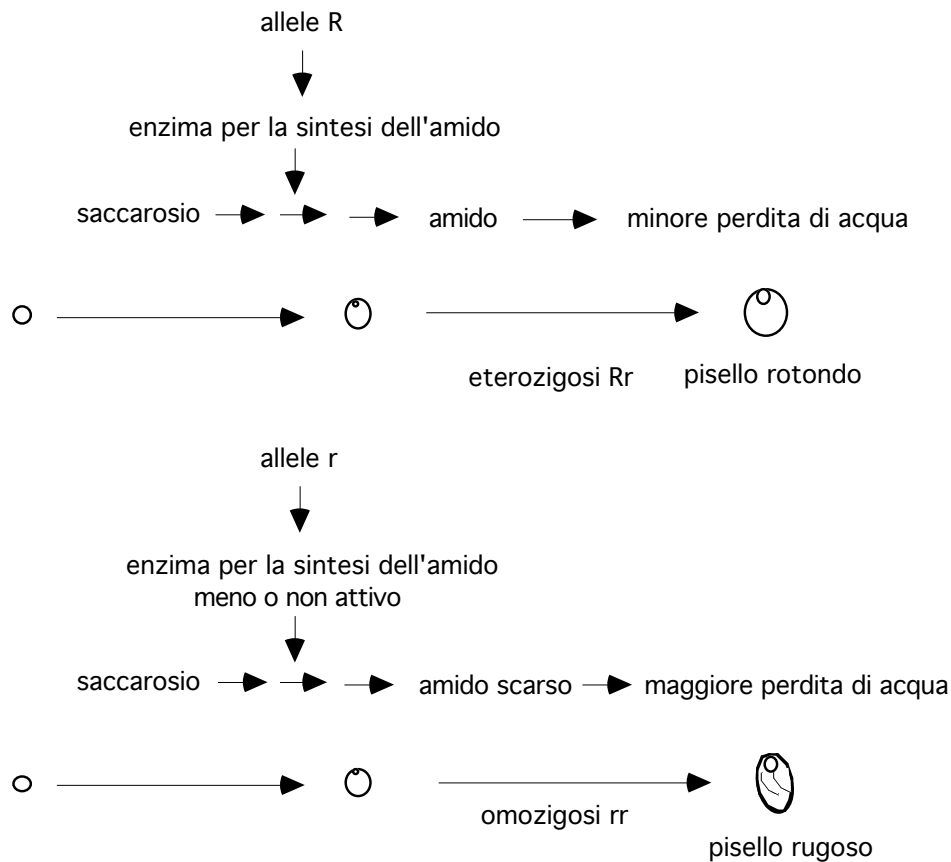 allele R
enzima per la sintesi dell'amido
saccarosio amido minore perdita di acqua
eterozigosi Rr pisello rotondo
allele r
enzima per la sintesi dell'amido
meno o non attivo
saccarosio amido scarso maggiore perdita di acqua
omozigosi rr
pisello rugoso